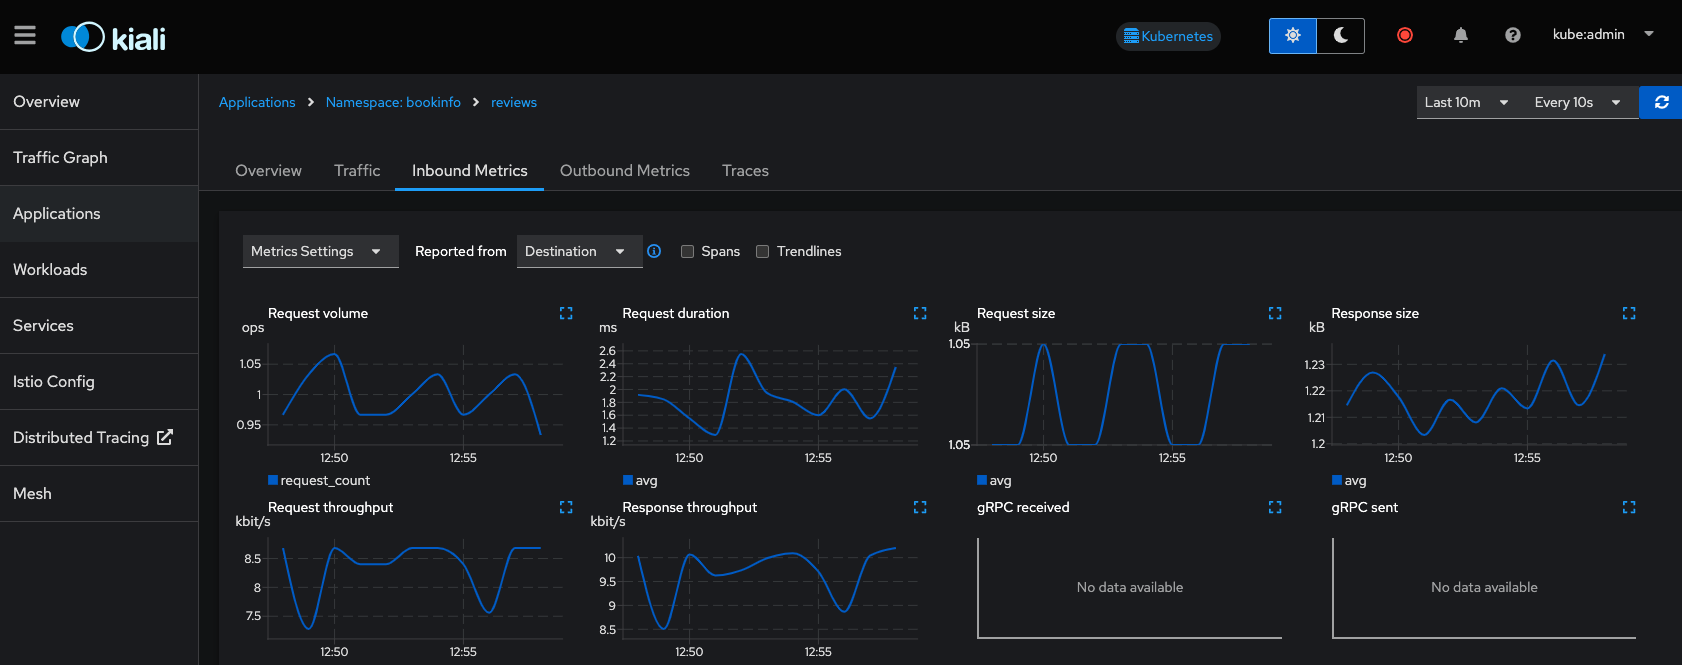 kiali
Kubernetes
kube:admin
Overview
Traffic Graph
Applications
Workloads
Services
Istio Config
Distributed Tracing
Mesh
Applications > Namespace: bookinfo > reviews
Last 10m
Every 10s
Overview
Traffic
Inbound Metrics
Outbound Metrics
Traces
Metrics Settings
Reported from
Destination
Spans
Trendlines
Request volume
ops
1.05
1
0.95
12:50
12:55
request_count
Request duration
ms
2.6
2.4
2.2
2
1.8
1.6
1.4
1.2
12:50
12:55
avg
Request size
kB
1.05
1.05
12:50
12:55
avg
Response size
kB
1.23
1.22
1.21
1.2
12:50
12:55
avg
Request throughput
kbit/s
8.5
8
7.5
12:50
12:55
Response throughput
kbit/s
10
9.5
9
8.5
12:50
12:55
gRPC received
No data available
gRPC sent
No data available